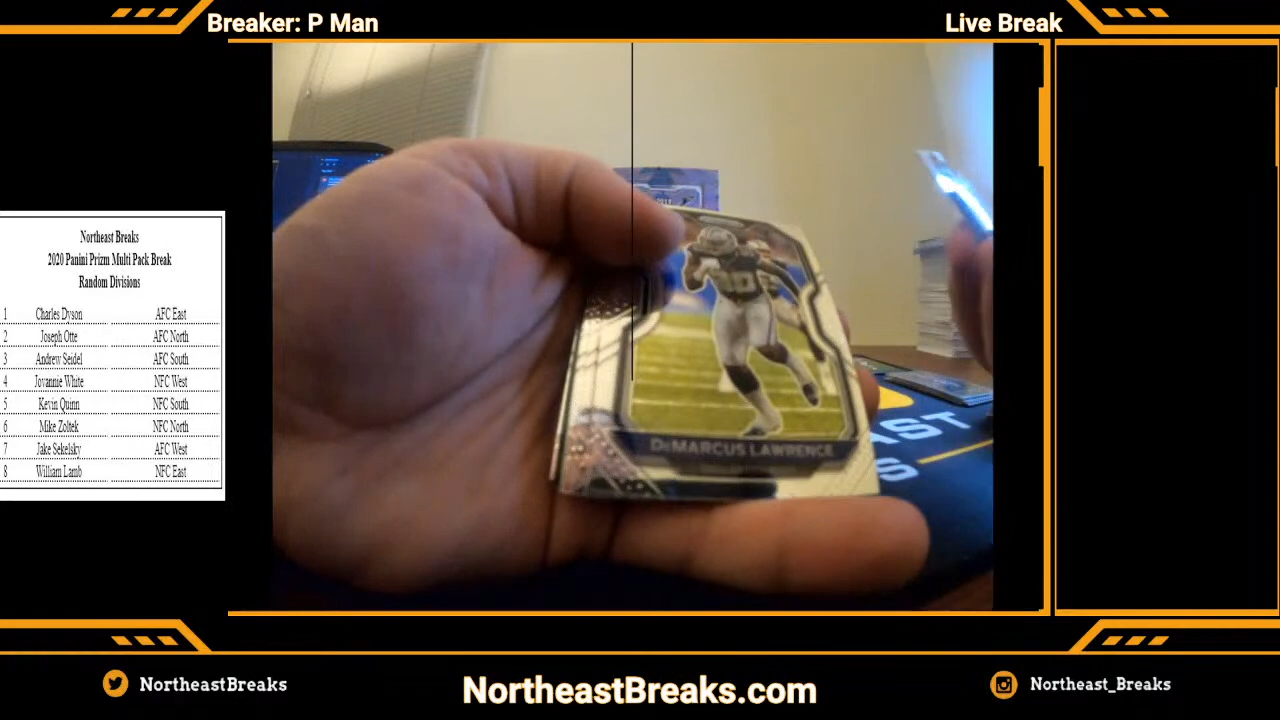 Breaker: P Man
Live Break
Northeast Breaks
2020 Panini Prizm Multi Pack Break
Random Divisions
1 Charles Dyson AFC East
2 Joseph Otte AFC North
3 Andrew Seidel AFC South
4 Jovannie White NFC West
5 Kevin Quinn NFC South
6 Mike Zoltek NFC North
7 Jake Sekelsky AFC West
8 William Lamb NFC East
DeMARCUS LAWRENCE
AST
S
NortheastBreaks
NortheastBreaks.com
Northeast_Breaks